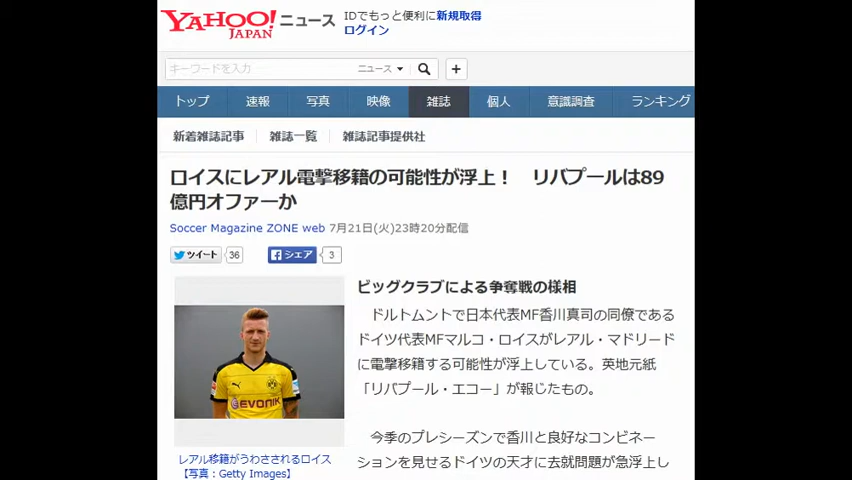 YAHOO! JAPAN ニュース
IDでもっと便利に新規取得
ログイン
キーワードを入力
ニュース
トップ 速報 写真 映像 雑誌 個人 意識調査 ランキング
新着雑誌記事 雑誌一覧 雑誌記事提供社
ロイスにレアル電撃移籍の可能性が浮上！　リバプールは89
億円オファーか
Soccer Magazine ZONE web 7月21日(火)23時20分配信
ツイート 36 シェア 3
ビッグクラブによる争奪戦の様相
ドルトムントで日本代表MF香川真司の同僚である
ドイツ代表MFマルコ・ロイスがレアル・マドリード
に電撃移籍する可能性が浮上している。英地元紙
「リバプール・エコー」が報じたもの。
今季のプレシーズンで香川と良好なコンビネー
ションを見せるドイツの天才に去就問題が急浮上し
EVONIK
レアル移籍がうわさされるロイス
【写真：Getty Images】